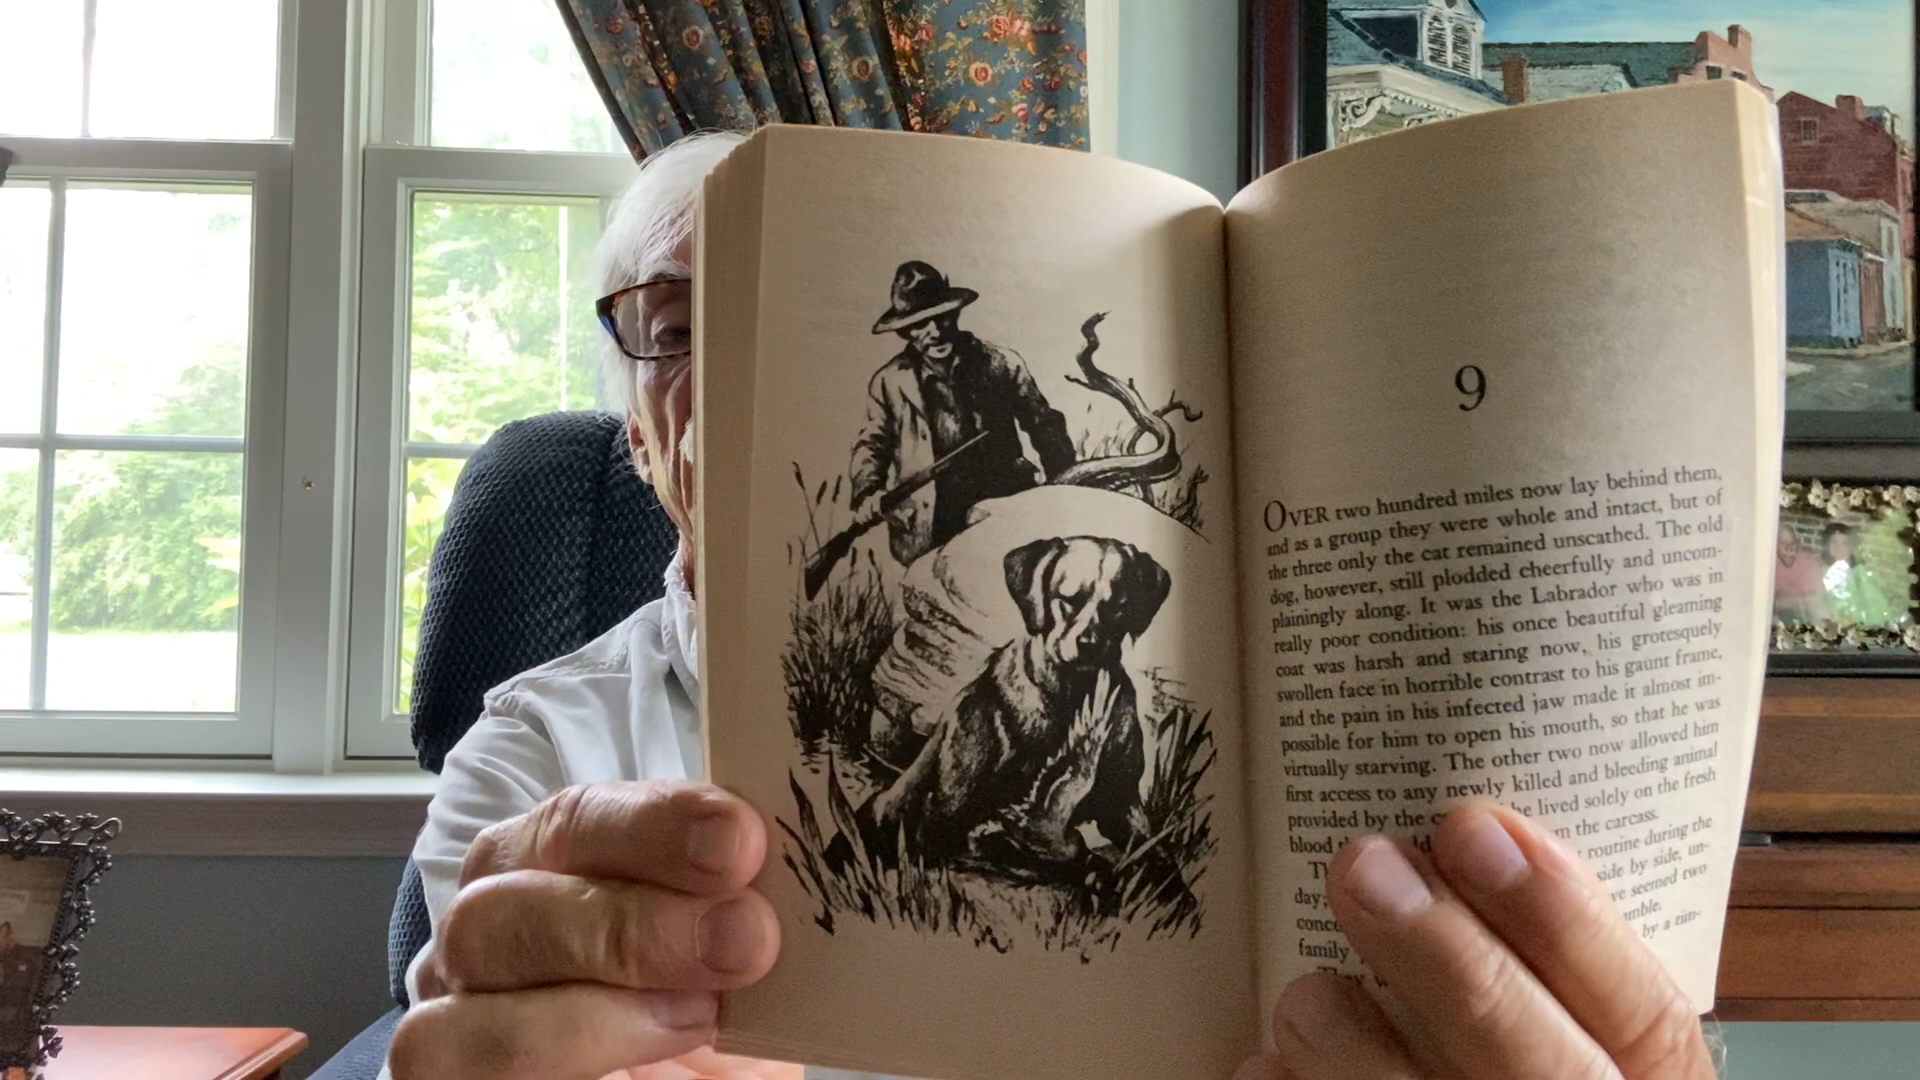 9
OVER two hundred miles now lay behind them,
and as a group they were whole and intact, but of
the three only the cat remained unscathed. The old
dog, however, still plodded cheerfully and uncom-
plainingly along. It was the Labrador who was in
really poor condition: his once beautiful gleaming
coat was harsh and staring now, his grotesquely
swollen face in horrible contrast to his gaunt frame,
and the pain in his infected jaw made it almost im-
possible for him to open his mouth, so that he was
virtually starving. The other two now allowed him
first access to any newly killed and bleeding animal
provided by the he lived solely on the fresh
blood the carcass.
routine during the
day; side by side, un-
seemed two
family by a tim-
They